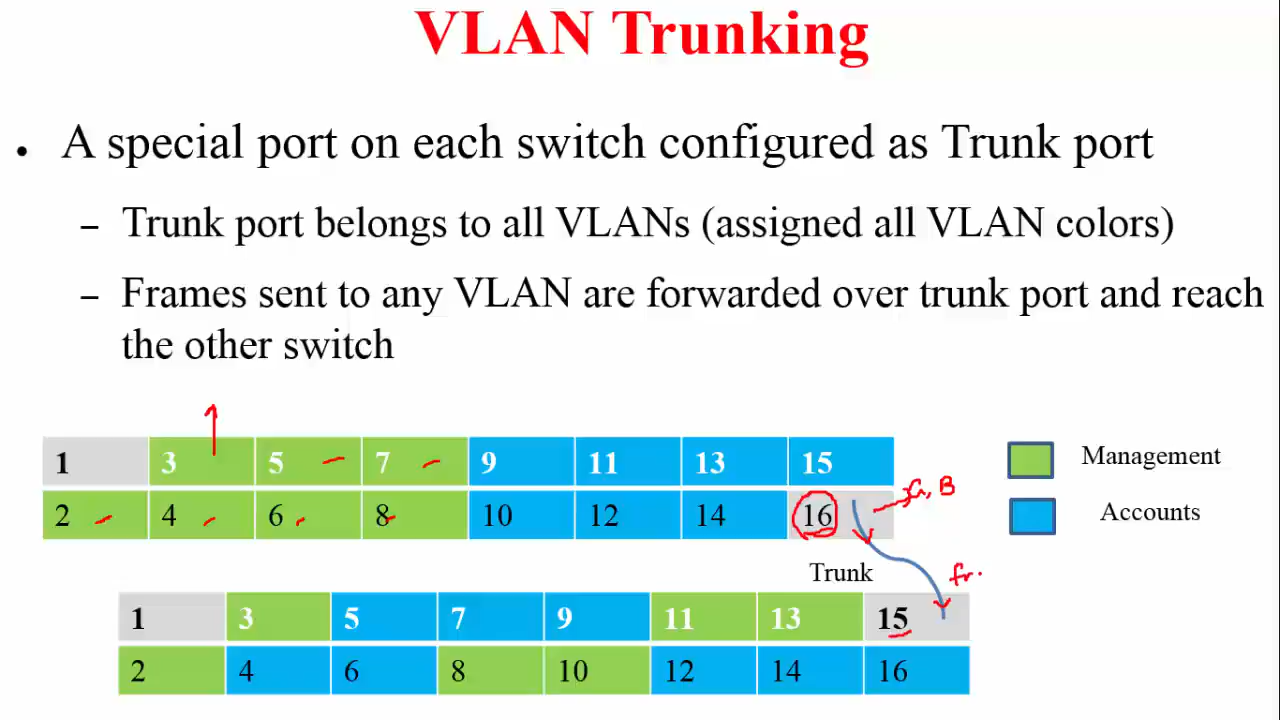 VLAN Trunking
• A special port on each switch configured as Trunk port
– Trunk port belongs to all VLANs (assigned all VLAN colors)
– Frames sent to any VLAN are forwarded over trunk port and reach
the other switch
1 3 5 7 9 11 13 15
2 4 6 8 10 12 14 16
G, B
Management
Accounts
Trunk
fr.
1 3 5 7 9 11 13 15
2 4 6 8 10 12 14 16